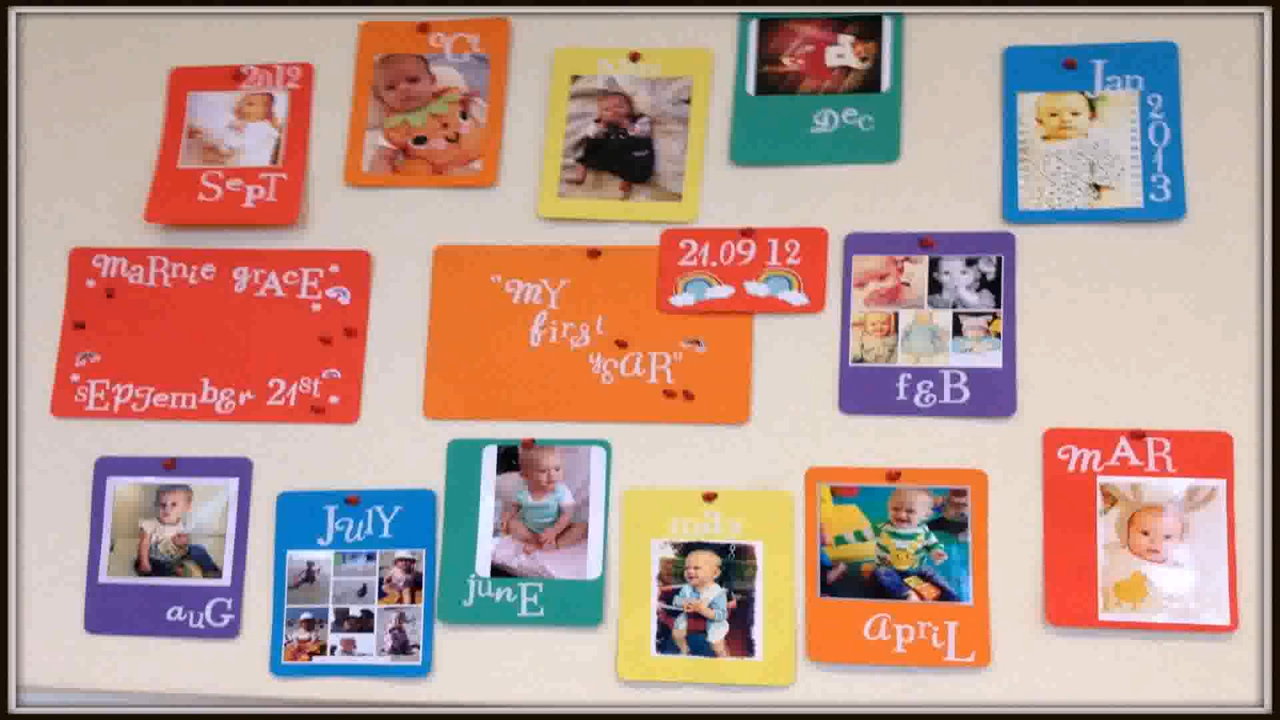 2012
SepT
Dec
Jan
2013
maRnie grAcE
sEpTember 21st
"mY
first
yeAR"
21.09 12
fEB
mAR
apriL
junE
JulY
auG